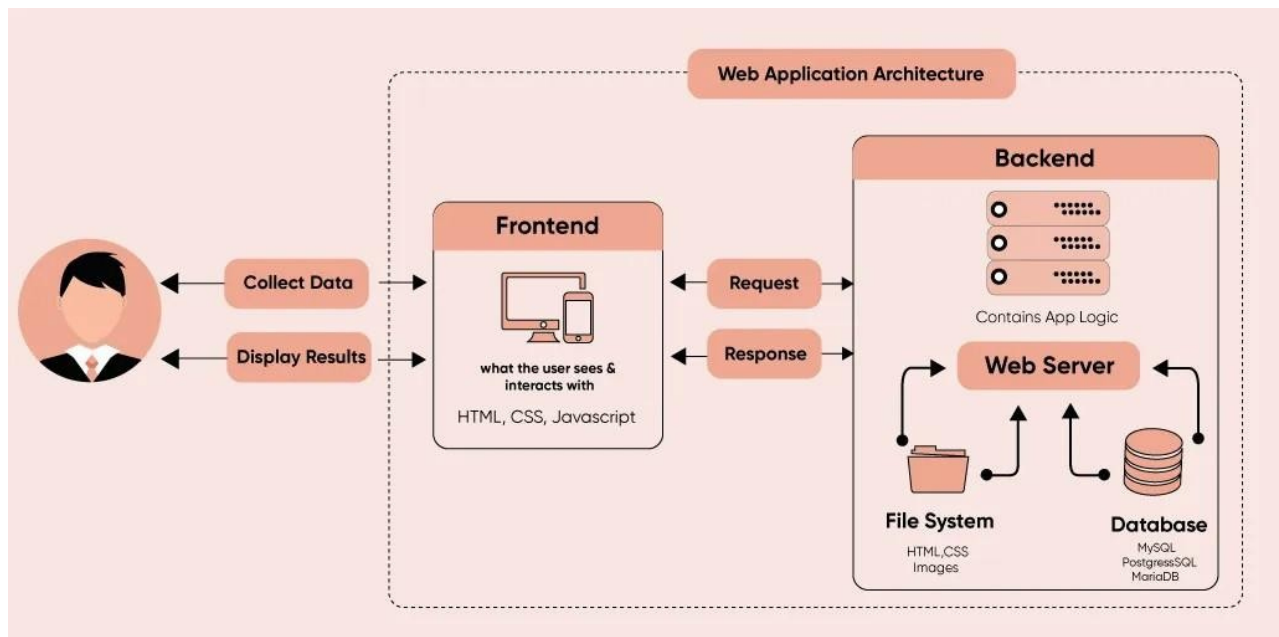 Web Application Architecture
Backend
Frontend
Collect Data
Request
Contains App Logic
Display Results
Response
what the user sees &
interacts with
Web Server
HTML, CSS, Javascript
File System
Database
HTML,CSS
Images
MySQL
PostgressSQL
MariaDB